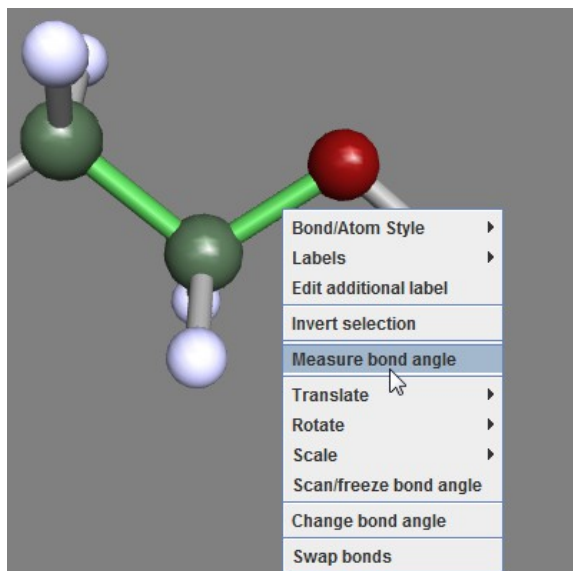 Bond/Atom Style
Labels
Edit additional label
Invert selection
Measure bond angle
Translate
Rotate
Scale
Scan/freeze bond angle
Change bond angle
Swap bonds